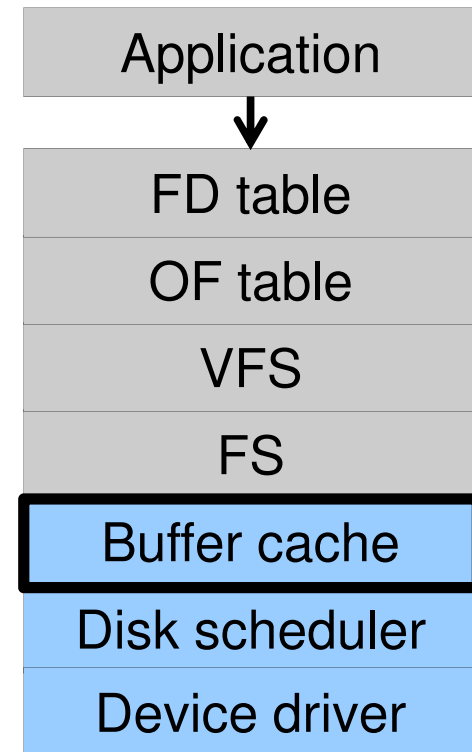 Application
FD table
OF table
VFS
FS
Buffer cache
Disk scheduler
Device driver